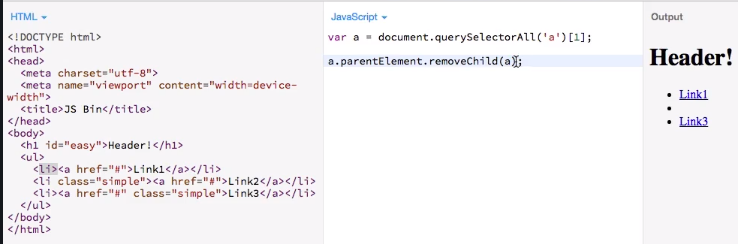 HTML
<!DOCTYPE html>
<html>
<head>
<meta charset="utf-8">
<meta name="viewport" content="width=device-
width">
<title>JS Bin</title>
</head>
<body>
<h1 id="easy">Header!</h1>
<ul>
<li><a href="#">Link1</a></li>
<li class="simple"><a href="#">Link2</a></li>
<li><a href="#" class="simple">Link3</a></li>
</ul>
</body>
</html>
JavaScript
var a = document.querySelectorAll('a')[1];
a.parentElement.removeChild(a);
Output
Header!
Link1
Link3